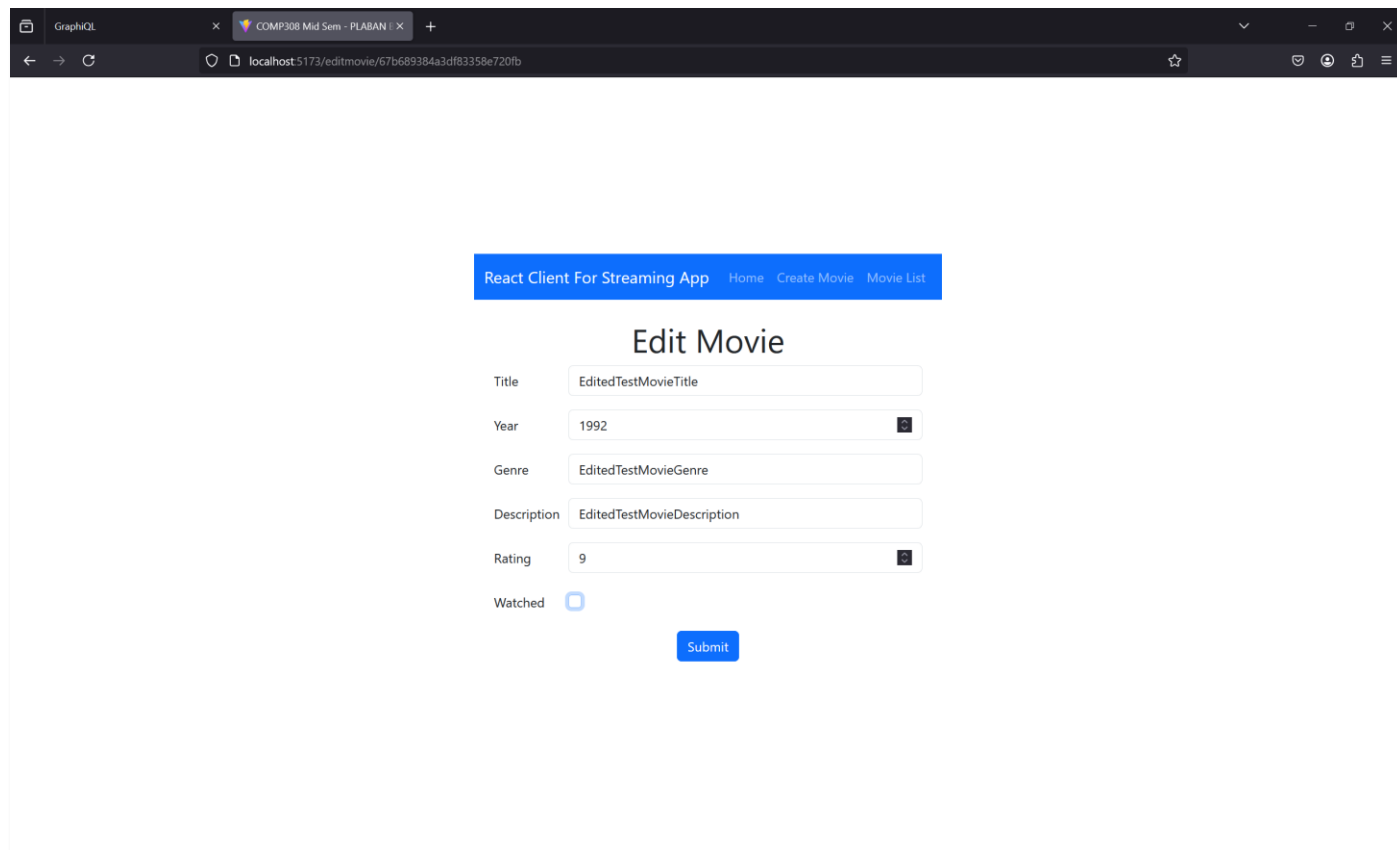 GraphiQL
COMP308 Mid Sem - PLABAN
localhost:5173/editmovie/67b689384a3df83358e720fb
React Client For Streaming App Home Create Movie Movie List
Edit Movie
Title EditedTestMovieTitle
Year 1992
Genre EditedTestMovieGenre
Description EditedTestMovieDescription
Rating 9
Watched
Submit